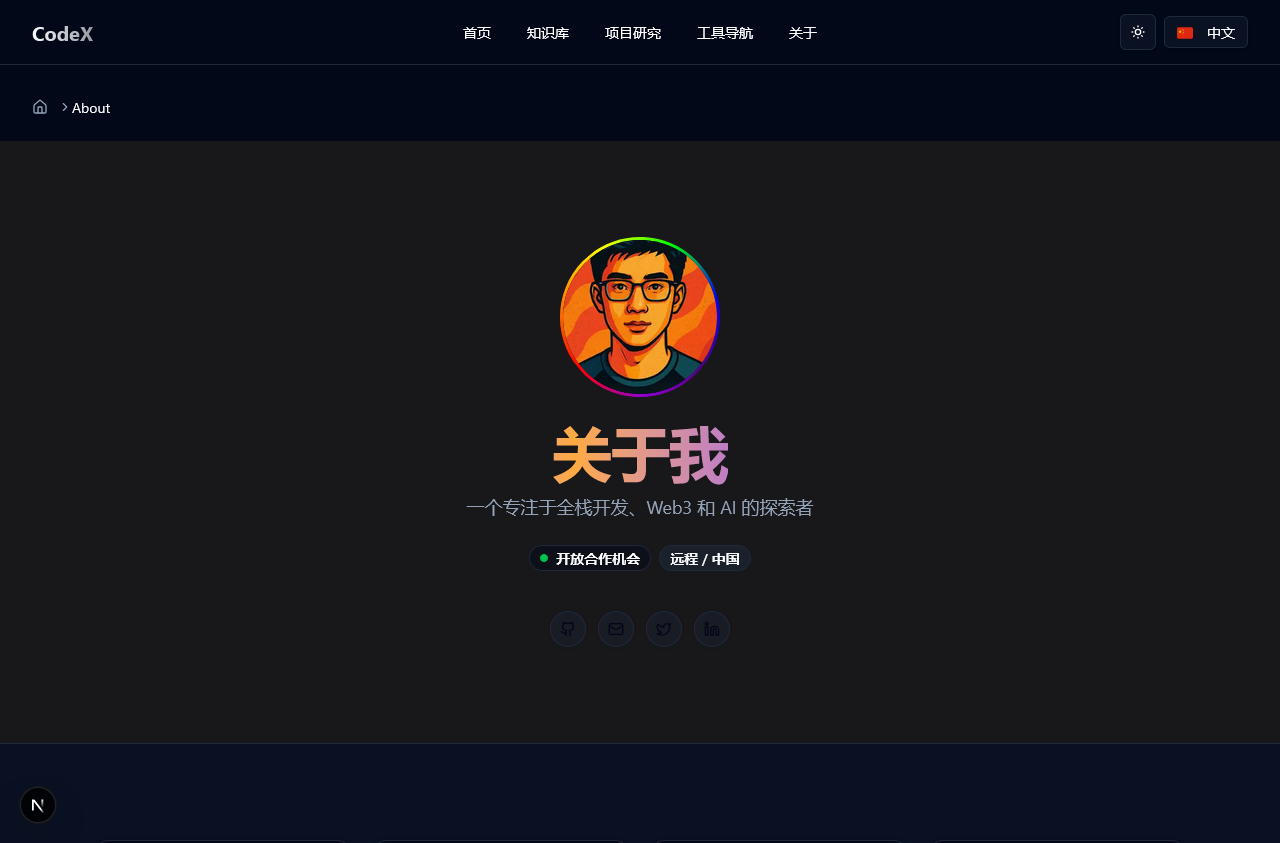 CodeX
首页
知识库
项目研究
工具导航
关于
中文
About
关于我
一个专注于全栈开发、Web3 和 AI 的探索者
开放合作机会
远程 / 中国
N